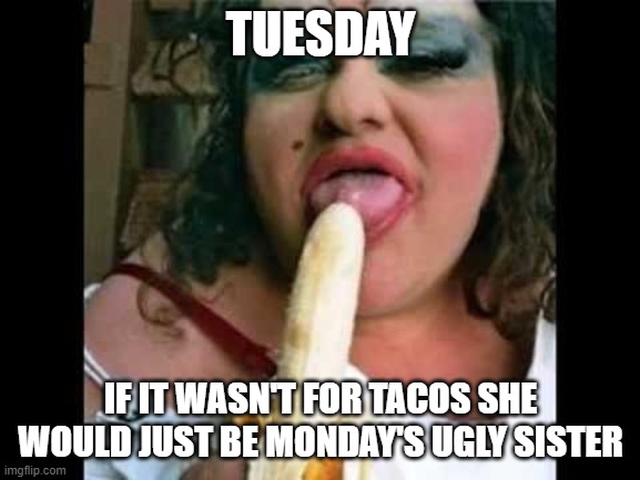 TUESDAY
IF IT WASN'T FOR TACOS SHE
WOULD JUST BE MONDAY'S UGLY SISTER
imgflip.com